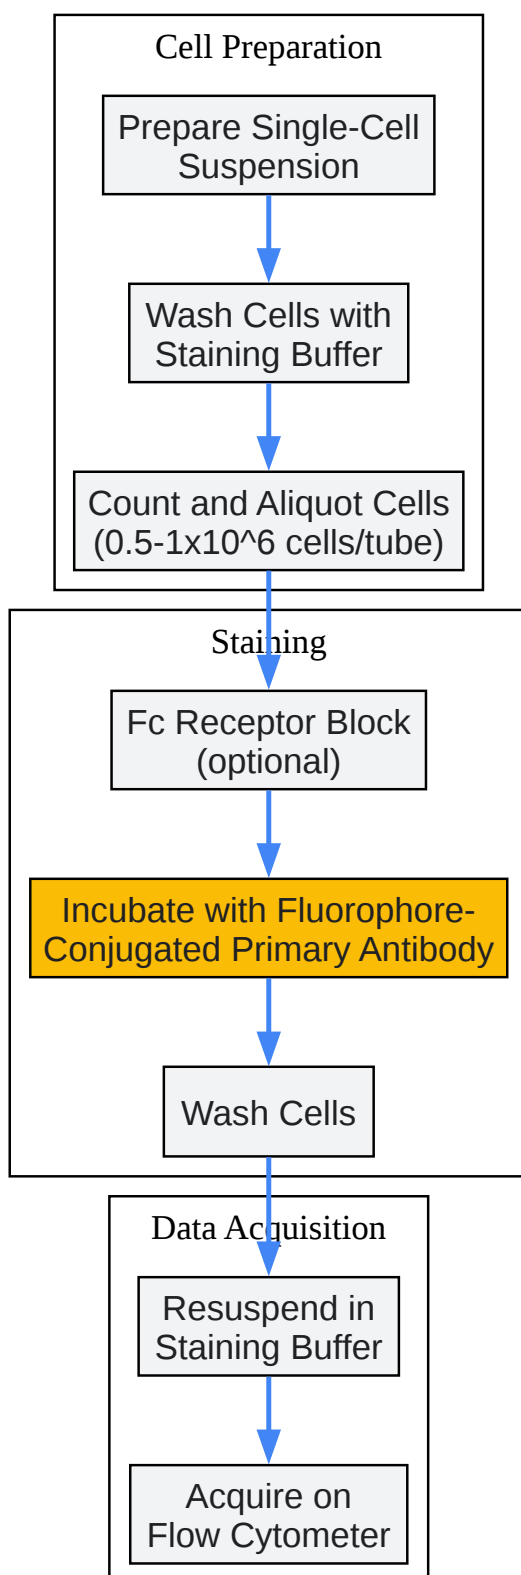 Cell Preparation
Prepare Single-Cell
Suspension
Wash Cells with
Staining Buffer
Count and Aliquot Cells
(0.5-1x10^6 cells/tube)
Staining
Fc Receptor Block
(optional)
Incubate with Fluorophore-
Conjugated Primary Antibody
Wash Cells
Data Acquisition
Resuspend in
Staining Buffer
Acquire on
Flow Cytometer